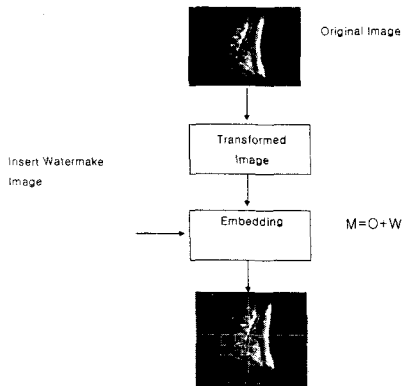 Original Image
Transformed
Image
Insert Watermake
Image
Embedding
M=O+W